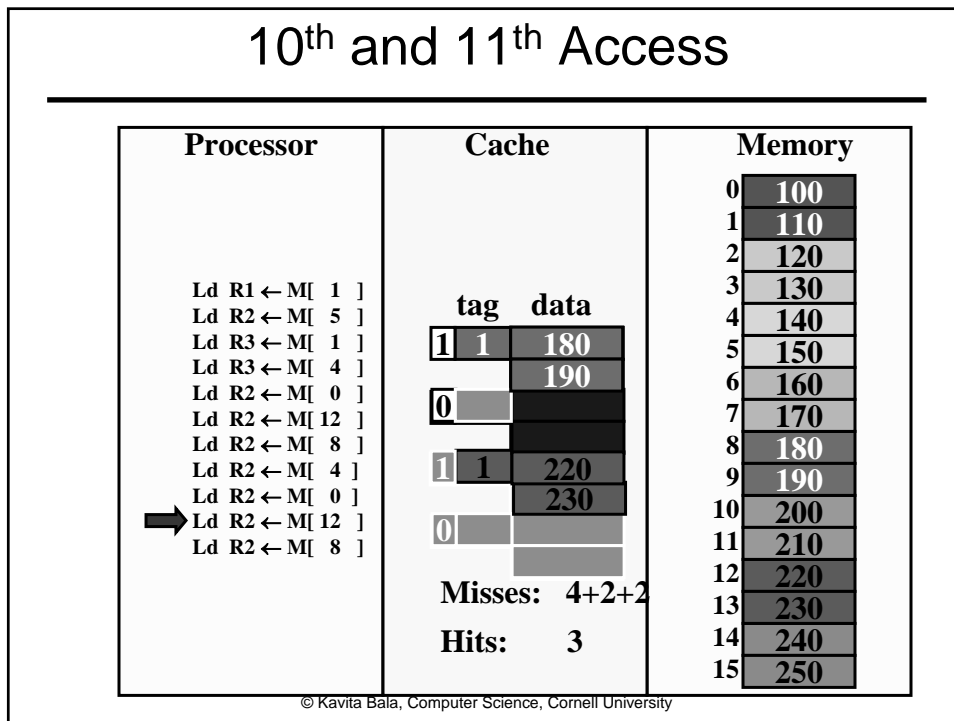 10th and 11th Access
Processor
Ld R1 ← M[ 1 ]
Ld R2 ← M[ 5 ]
Ld R3 ← M[ 1 ]
Ld R3 ← M[ 4 ]
Ld R2 ← M[ 0 ]
Ld R2 ← M[ 12 ]
Ld R2 ← M[ 8 ]
Ld R2 ← M[ 4 ]
Ld R2 ← M[ 0 ]
Ld R2 ← M[ 12 ]
Ld R2 ← M[ 8 ]
Cache
tag data
1 1 180
190
0
1 1 220
230
0
Misses: 4+2+2
Hits: 3
Memory
0 100
1 110
2 120
3 130
4 140
5 150
6 160
7 170
8 180
9 190
10 200
11 210
12 220
13 230
14 240
15 250
© Kavita Bala, Computer Science, Cornell University